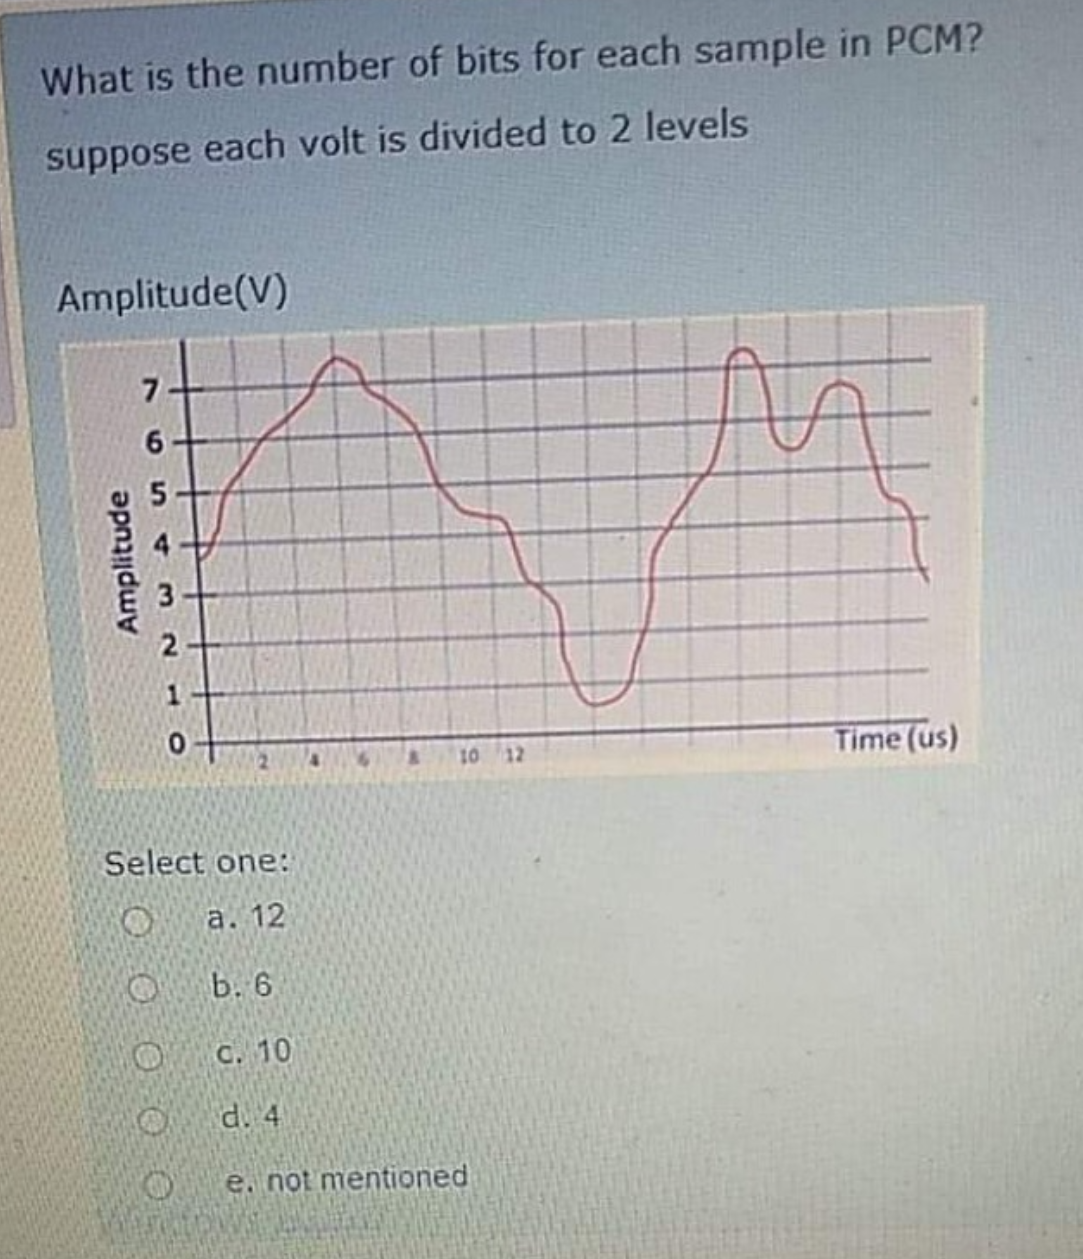 What is the number of bits for each sample in PCM?
suppose each volt is divided to 2 levels
Amplitude(V)
7
6
5
4
3
2
1
0
Amplitude
2 4 6 8 10 12
Time (us)
Select one:
a. 12
b. 6
c. 10
d. 4
e. not mentioned